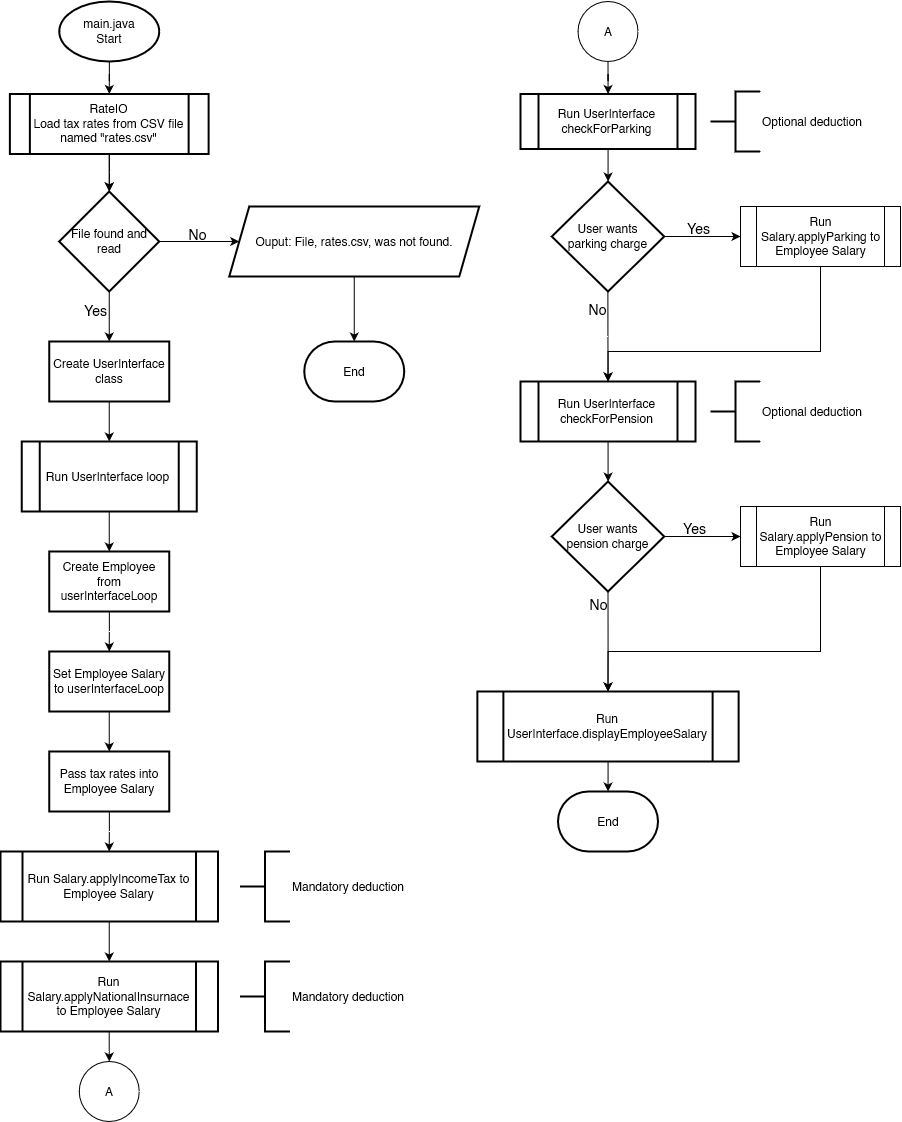 main.java
Start
RateIO
Load tax rates from CSV file
named "rates.csv"
File found and
read
No
Ouput: File, rates.csv, was not found.
End
Yes
Create UserInterface
class
Run UserInterface loop
Create Employee
from
userInterfaceLoop
Set Employee Salary
to userInterfaceLoop
Pass tax rates into
Employee Salary
Run Salary.applyIncomeTax to
Employee Salary
Mandatory deduction
Run
Salary.applyNationalInsurnace
to Employee Salary
Mandatory deduction
A
A
Run UserInterface
checkForParking
Optional deduction
User wants
parking charge
Yes
Run
Salary.applyParking to
Employee Salary
No
Run UserInterface
checkForPension
Optional deduction
User wants
pension charge
Yes
Run
Salary.applyPension to
Employee Salary
No
Run
UserInterface.displayEmployeeSalary
End